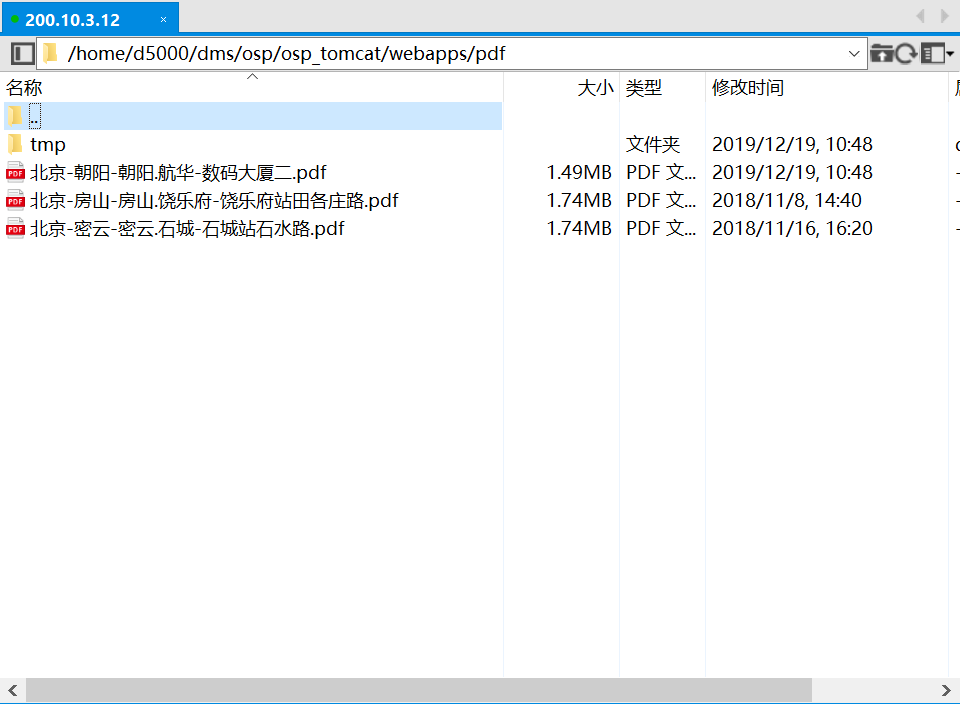 200.10.3.12 ×
/home/d5000/dms/osp/osp_tomcat/webapps/pdf
名称 大小 类型 修改时间
..
tmp 文件夹 2019/12/19, 10:48
PDF 北京-朝阳-朝阳.航华-数码大厦二.pdf 1.49MB PDF 文... 2019/12/19, 10:48
PDF 北京-房山-房山.饶乐府-饶乐府站田各庄路.pdf 1.74MB PDF 文... 2018/11/8, 14:40
PDF 北京-密云-密云.石城-石城站石水路.pdf 1.74MB PDF 文... 2018/11/16, 16:20